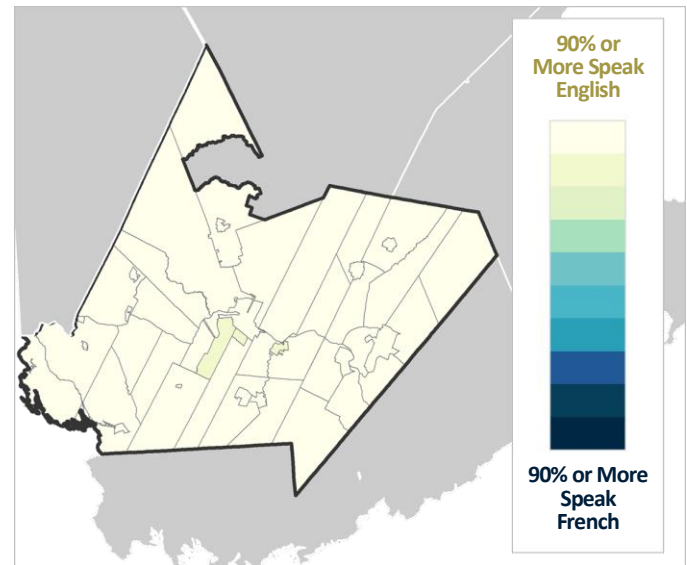 90% or
More Speak
English
90% or More
Speak
French